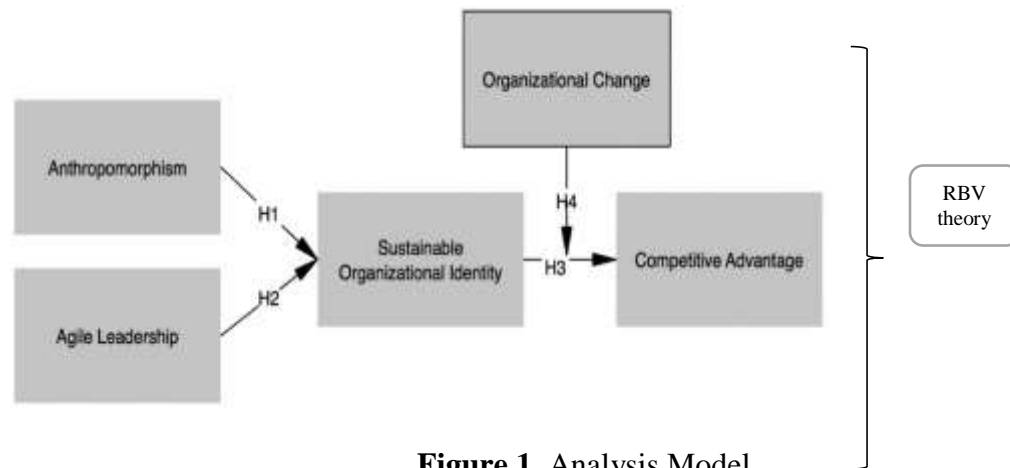 Organizational Change
Anthropomorphism
H1
H4
RBV
theory
Sustainable
Organizational Identity
H3
Competitive Advantage
H2
Agile Leadership
Figure 1. Analysis Model